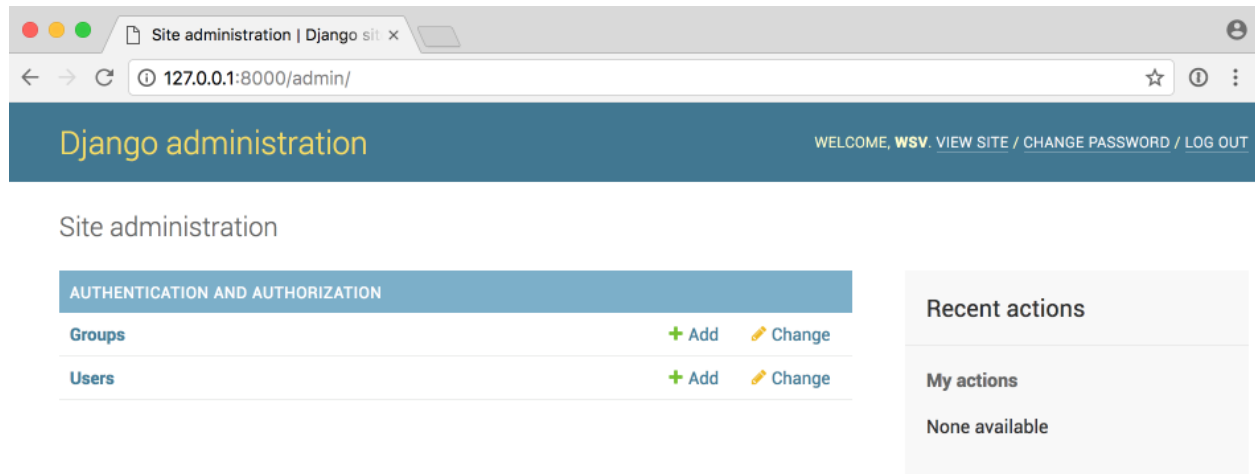 Site administration | Django sit
127.0.0.1:8000/admin/
Django administration
WELCOME, WSV. VIEW SITE / CHANGE PASSWORD / LOG OUT
Site administration
AUTHENTICATION AND AUTHORIZATION
Groups Add Change
Users Add Change
Recent actions
My actions
None available